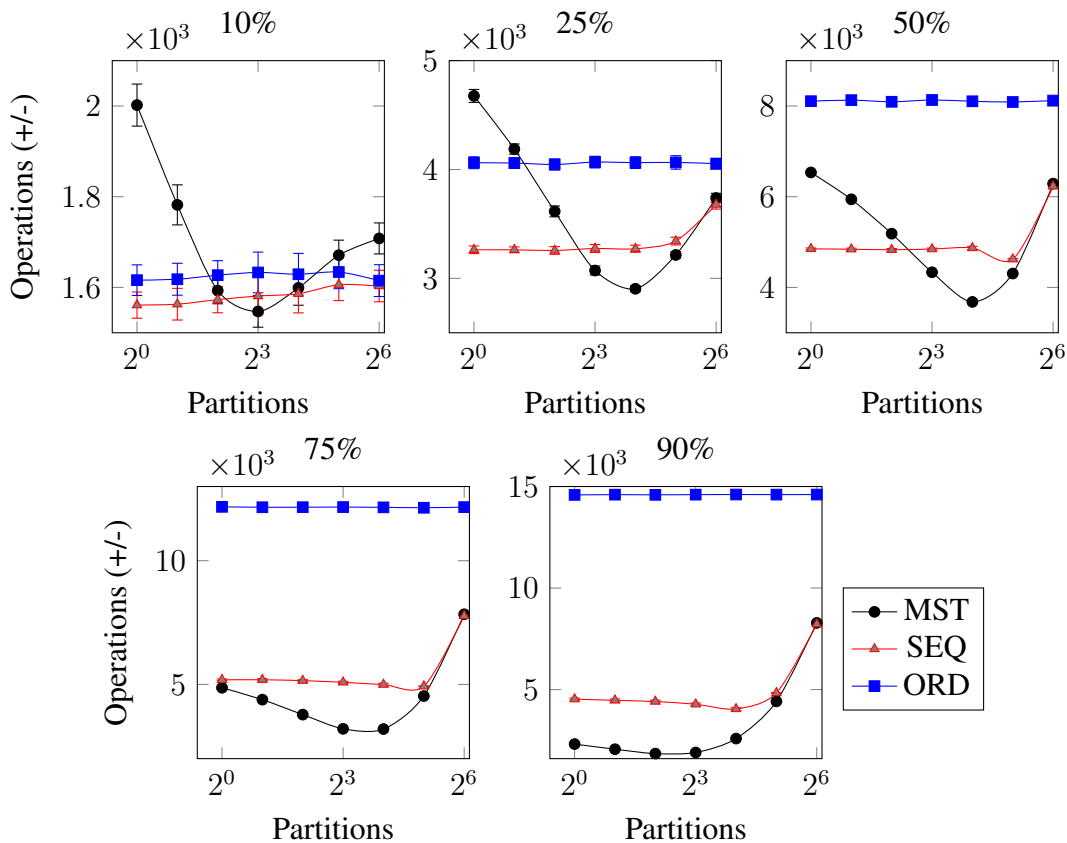 ×10³ 10%
2
1.8
1.6
Operations (+/-)
2⁰ 2³ 2⁶
Partitions
×10³ 25%
5
4
3
2⁰ 2³ 2⁶
Partitions
×10³ 50%
8
6
4
2⁰ 2³ 2⁶
Partitions
×10³ 75%
10
5
Operations (+/-)
2⁰ 2³ 2⁶
Partitions
×10³ 90%
15
10
5
2⁰ 2³ 2⁶
Partitions
MST
SEQ
ORD